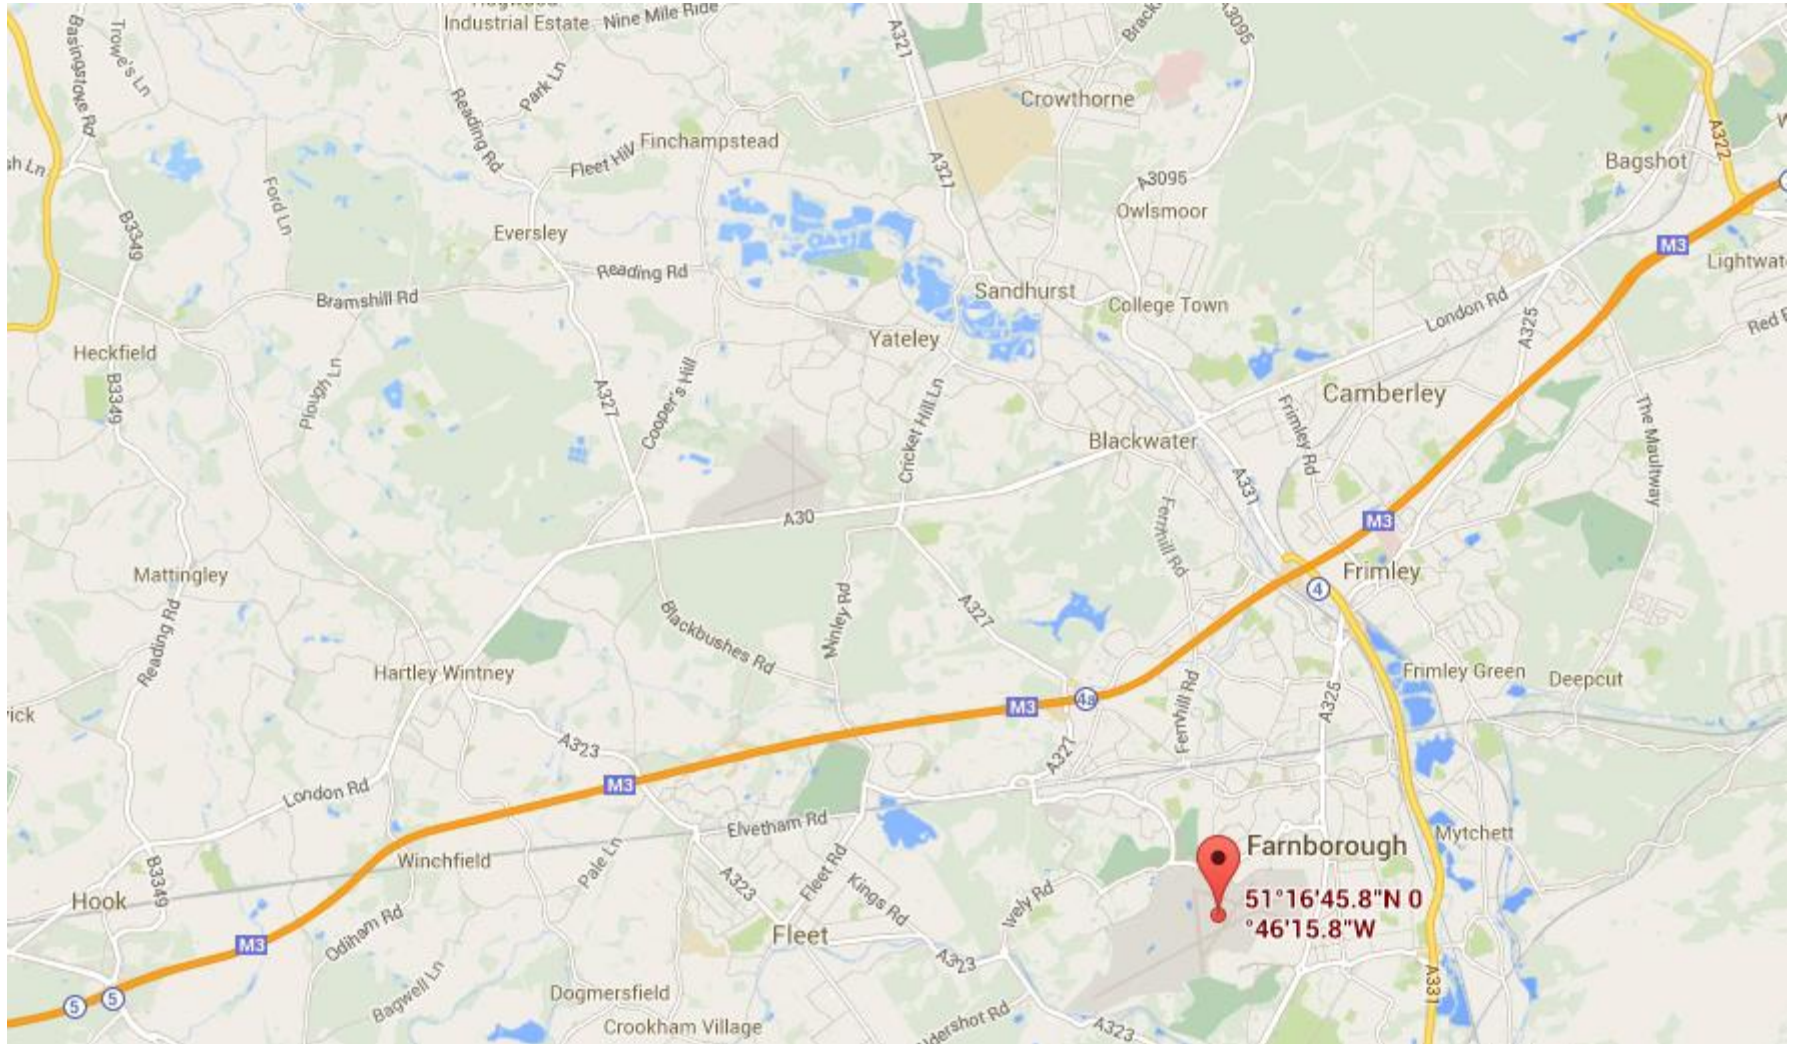 Industrial Estate
Nine Mile Ride
Trowe's Ln
Basingstoke Rd
Park Ln
Reading Rd
A321
A3095
Crowthorne
Finchampstead
Fleet Hill
A322
Bagshot
Ford Ln
A321
A3095
Owlsmoor
B3349
Eversley
M3
Reading Rd
Bramshill Rd
Sandhurst
College Town
London Rd
Yateley
A325
Heckfield
B3349
Plough Ln
A327
Cooper's Hill
Cricket Hill Ln
Camberley
Frimley Rd
The Maultway
Blackwater
A331
A30
M3
Fernhill Rd
Mattingley
Frimley
4
Reading Rd
Blackbushes Rd
Minley Rd
A327
Hartley Wintney
Frimley Green
Deepcut
Fernhill Rd
A325
M3
4a
A323
A327
M3
London Rd
Elvetham Rd
Mytchett
Farnborough
Winchfield
Pale Ln
Fleet Rd
A323
Kings Rd
Ively Rd
51°16'45.8"N 0
°46'15.8"W
Hook
B3349
Odiham Rd
Fleet
M3
A323
A331
Bagwell Ln
Dogmersfield
5
5
Crookham Village
A323